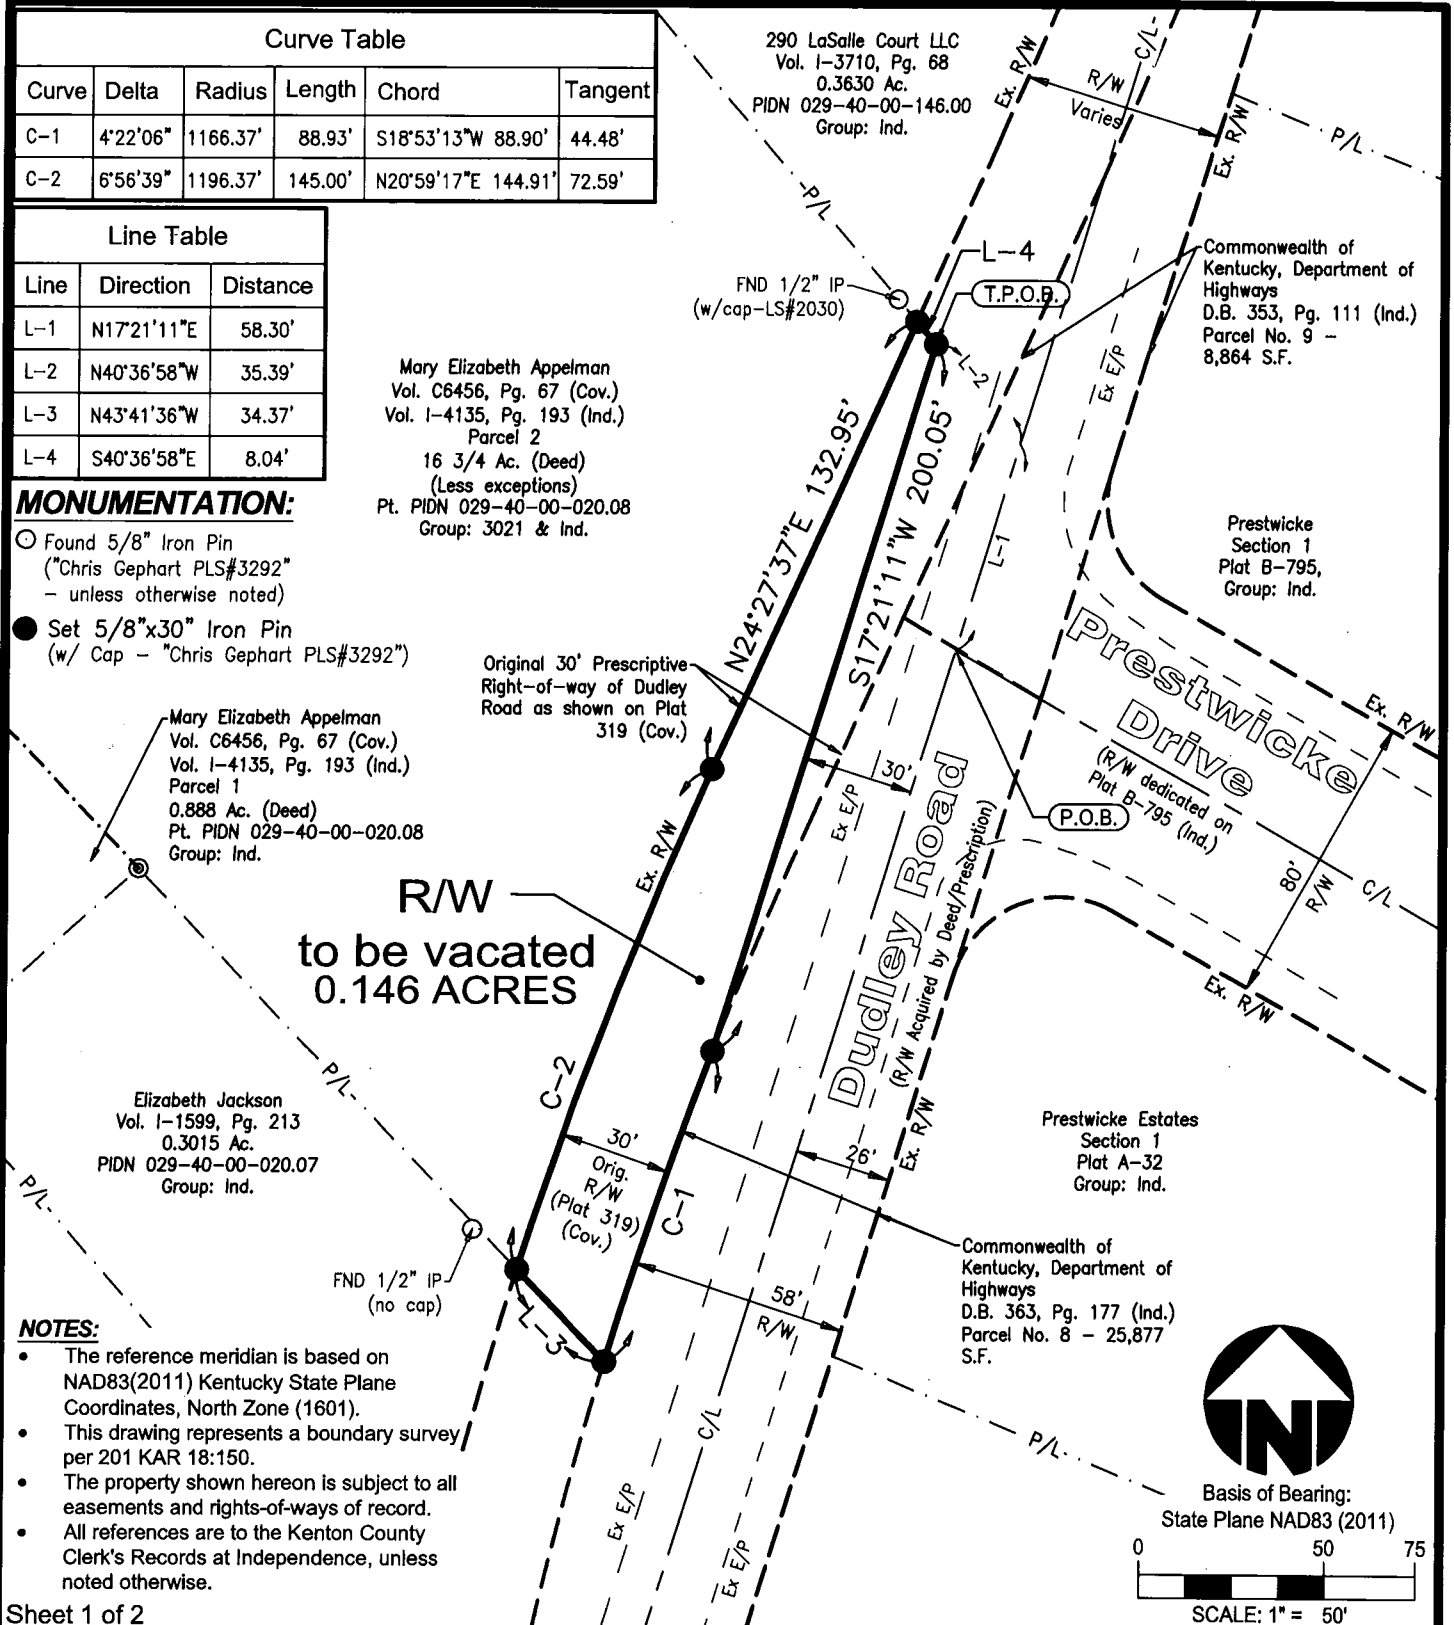 Curve Table
Curve Delta Radius Length Chord Tangent
C-1 4°22'06" 1166.37' 88.93' S18°53'13"W 88.90' 44.48'
C-2 6°56'39" 1196.37' 145.00' N20°59'17"E 144.91' 72.59'
Line Table
Line Direction Distance
L-1 N17°21'11"E 58.30'
L-2 N40°36'58"W 35.39'
L-3 N43°41'36"W 34.37'
L-4 S40°36'58"E 8.04'
MONUMENTATION:
Found 5/8" Iron Pin
("Chris Gephart PLS#3292"
- unless otherwise noted)
Set 5/8"x30" Iron Pin
(w/ Cap - "Chris Gephart PLS#3292")
290 LaSalle Court LLC
Vol. I-3710, Pg. 68
0.3630 Ac.
PIDN 029-40-00-146.00
Group: Ind.
Ex. R/W
C/L
R/W
Varies
Ex. R/W
P/L
P/L
L-4
T.P.O.B.
FND 1/2" IP
(w/cap-LS#2030)
L-2
Commonwealth of
Kentucky, Department of
Highways
D.B. 353, Pg. 111 (Ind.)
Parcel No. 9 -
8,864 S.F.
Ex E/P
Mary Elizabeth Appelman
Vol. C6456, Pg. 67 (Cov.)
Vol. I-4135, Pg. 193 (Ind.)
Parcel 2
16 3/4 Ac. (Deed)
(Less exceptions)
Pt. PIDN 029-40-00-020.08
Group: 3021 & Ind.
N24°27'37"E 132.95'
S17°21'11"W 200.05'
L-1
Prestwicke
Section 1
Plat B-795,
Group: Ind.
Prestwicke
Drive
(R/W dedicated on
Plat B-795 (Ind.)
Ex. R/W
80'
R/W
C/L
Ex. R/W
P.O.B.
Original 30' Prescriptive
Right-of-way of Dudley
Road as shown on Plat
319 (Cov.)
30'
Ex E/P
Dudley Road
(R/W Acquired by Deed/Prescription)
Mary Elizabeth Appelman
Vol. C6456, Pg. 67 (Cov.)
Vol. I-4135, Pg. 193 (Ind.)
Parcel 1
0.888 Ac. (Deed)
Pt. PIDN 029-40-00-020.08
Group: Ind.
Ex. R/W
R/W
to be vacated
0.146 ACRES
C-2
P/L
Elizabeth Jackson
Vol. I-1599, Pg. 213
0.3015 Ac.
PIDN 029-40-00-020.07
Group: Ind.
P/L
30'
Orig.
R/W
(Plat 319)
(Cov.)
C-1
26'
Ex. R/W
Prestwicke Estates
Section 1
Plat A-32
Group: Ind.
Commonwealth of
Kentucky, Department of
Highways
D.B. 363, Pg. 177 (Ind.)
Parcel No. 8 - 25,877
S.F.
FND 1/2" IP
(no cap)
L-3
58'
R/W
C/L
P/L
Ex E/P
Ex E/P
NOTES:
• The reference meridian is based on
NAD83(2011) Kentucky State Plane
Coordinates, North Zone (1601).
• This drawing represents a boundary survey
per 201 KAR 18:150.
• The property shown hereon is subject to all
easements and rights-of-ways of record.
• All references are to the Kenton County
Clerk's Records at Independence, unless
noted otherwise.
Sheet 1 of 2
N
Basis of Bearing:
State Plane NAD83 (2011)
0 50 75
SCALE: 1" = 50'